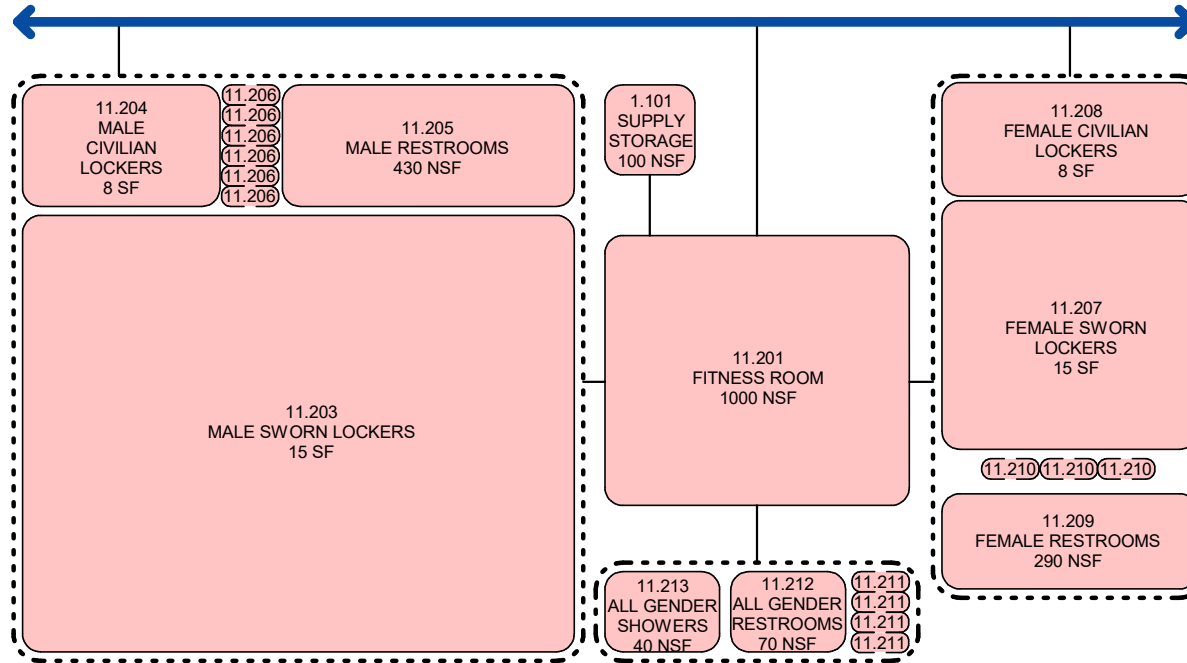 11.204
MALE
CIVILIAN
LOCKERS
8 SF
11.206
11.206
11.206
11.206
11.206
11.206
11.205
MALE RESTROOMS
430 NSF
1.101
SUPPLY
STORAGE
100 NSF
11.208
FEMALE CIVILIAN
LOCKERS
8 SF
11.203
MALE SWORN LOCKERS
15 SF
11.201
FITNESS ROOM
1000 NSF
11.207
FEMALE SWORN
LOCKERS
15 SF
11.210
11.210
11.210
11.209
FEMALE RESTROOMS
290 NSF
11.213
ALL GENDER
SHOWERS
40 NSF
11.212
ALL GENDER
RESTROOMS
70 NSF
11.211
11.211
11.211
11.211